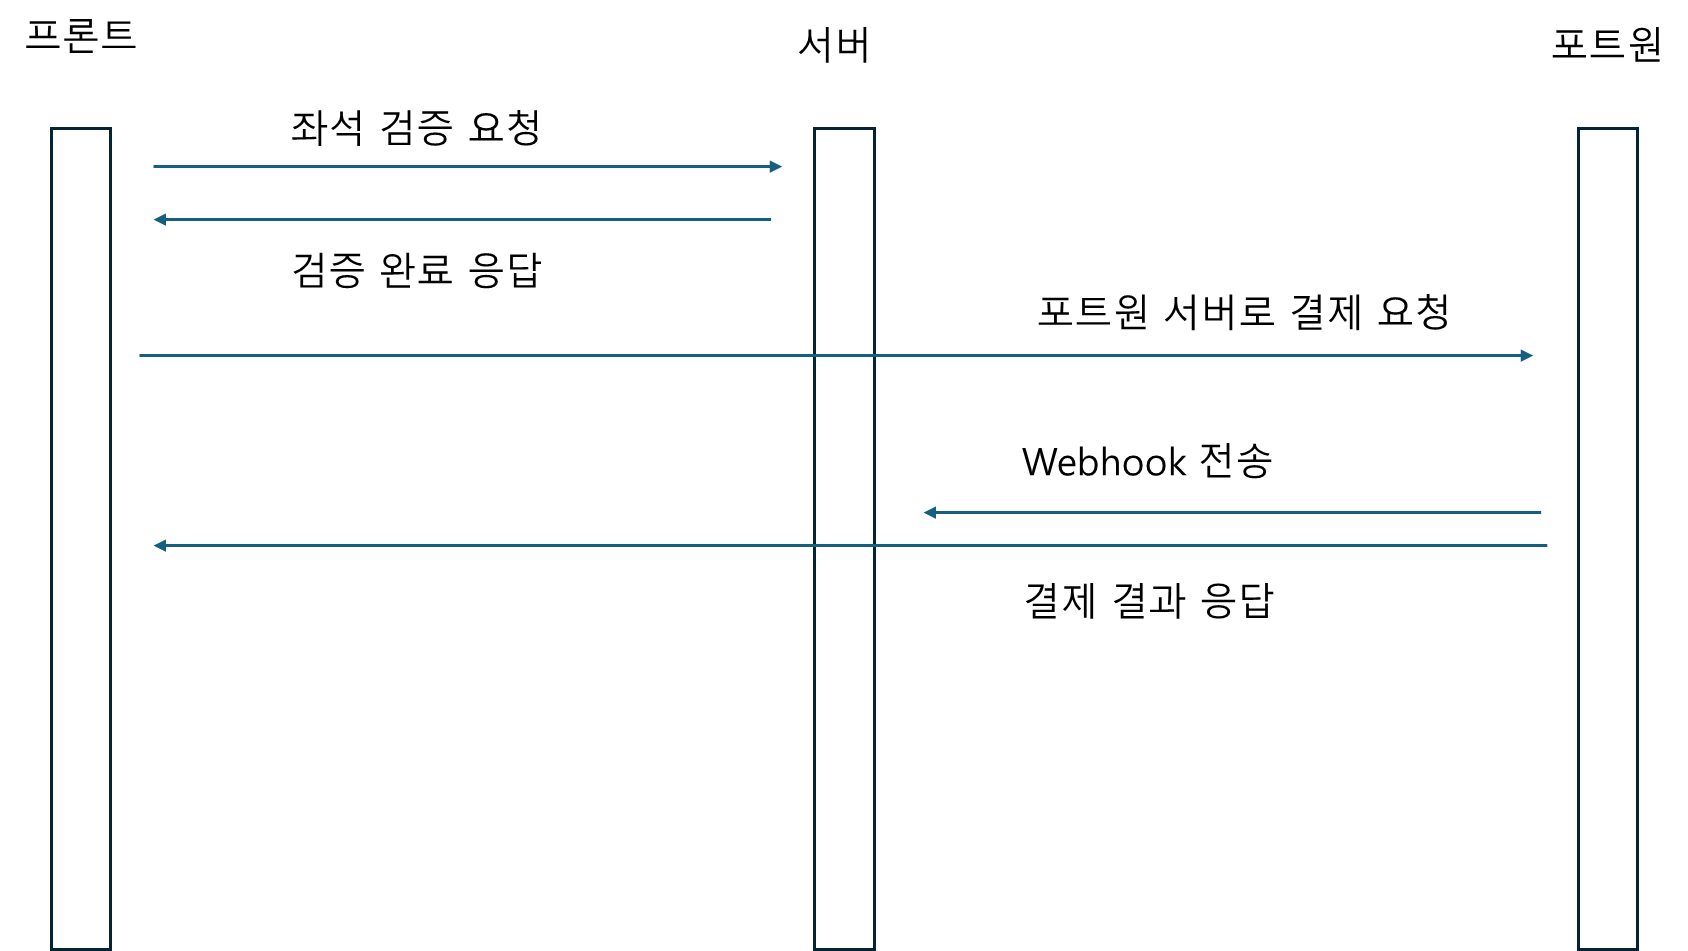 프론트
서버
포트원
좌석 검증 요청
검증 완료 응답
포트원 서버로 결제 요청
Webhook 전송
결제 결과 응답